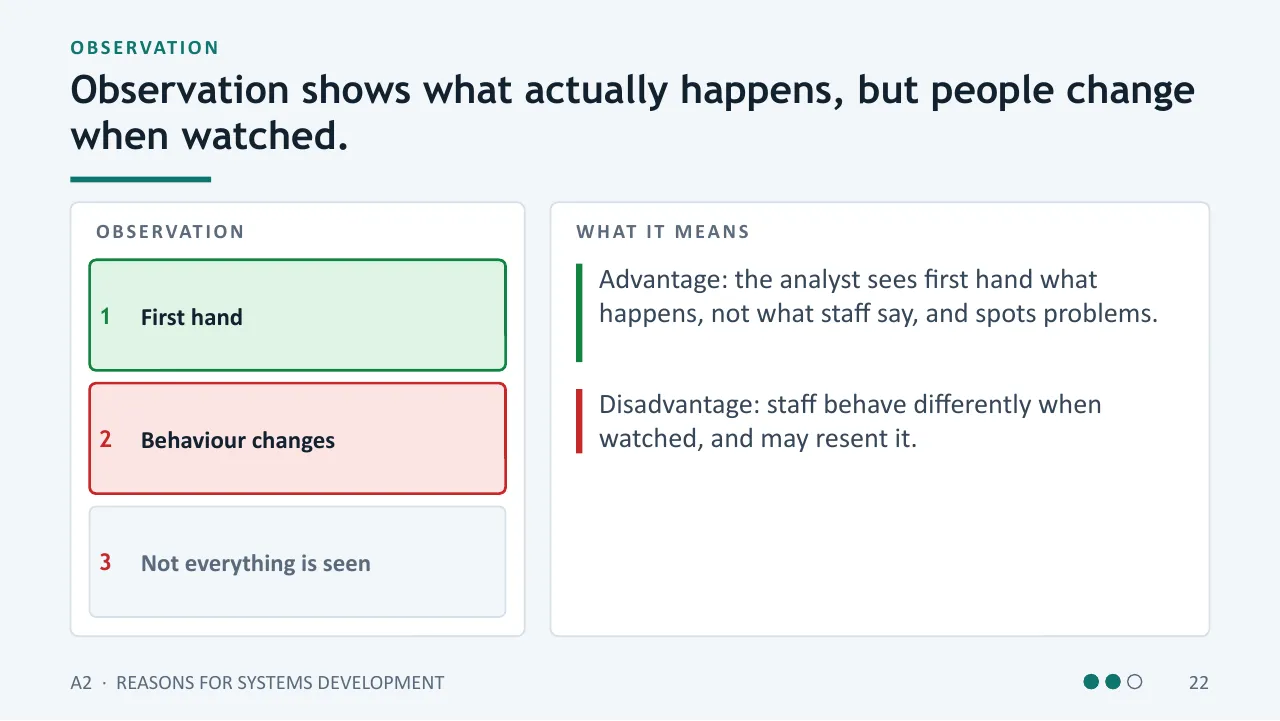 OBSERVATION
Observation shows what actually happens, but people change
when watched.
OBSERVATION
1 First hand
2 Behaviour changes
3 Not everything is seen
WHAT IT MEANS
Advantage: the analyst sees first hand what
happens, not what staff say, and spots problems.
Disadvantage: staff behave differently when
watched, and may resent it.
A2 · REASONS FOR SYSTEMS DEVELOPMENT
22